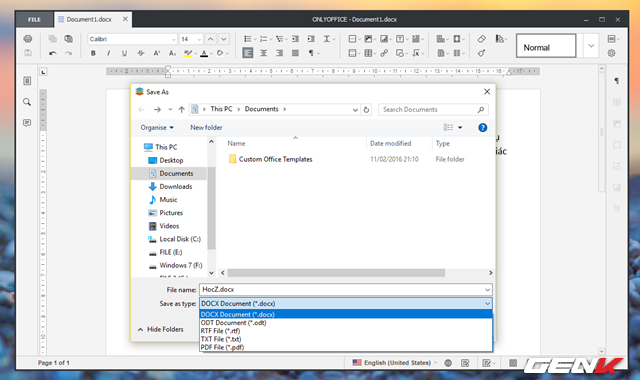 FILE
Document1.docx
ONLYOFFICE - Document1.docx
Calibri
14
Normal
Save As
This PC
Documents
Search Documents
Organise
New folder
Name
Date modified
Type
This PC
Desktop
Documents
Downloads
Music
Pictures
Videos
Local Disk (C:)
FILE (E:)
Windows 7 (F:)
Custom Office Templates
11/02/2016 21:10
File folder
ụ
iác
File name:
HocZ.docx
Save as type:
DOCX Document (*.docx)
DOCX Document (*.docx)
ODT Document (*.odt)
RTF File (*.rtf)
TXT File (*.txt)
PDF File (*.pdf)
Hide Folders
Page 1 of 1
English (United States)
GENK